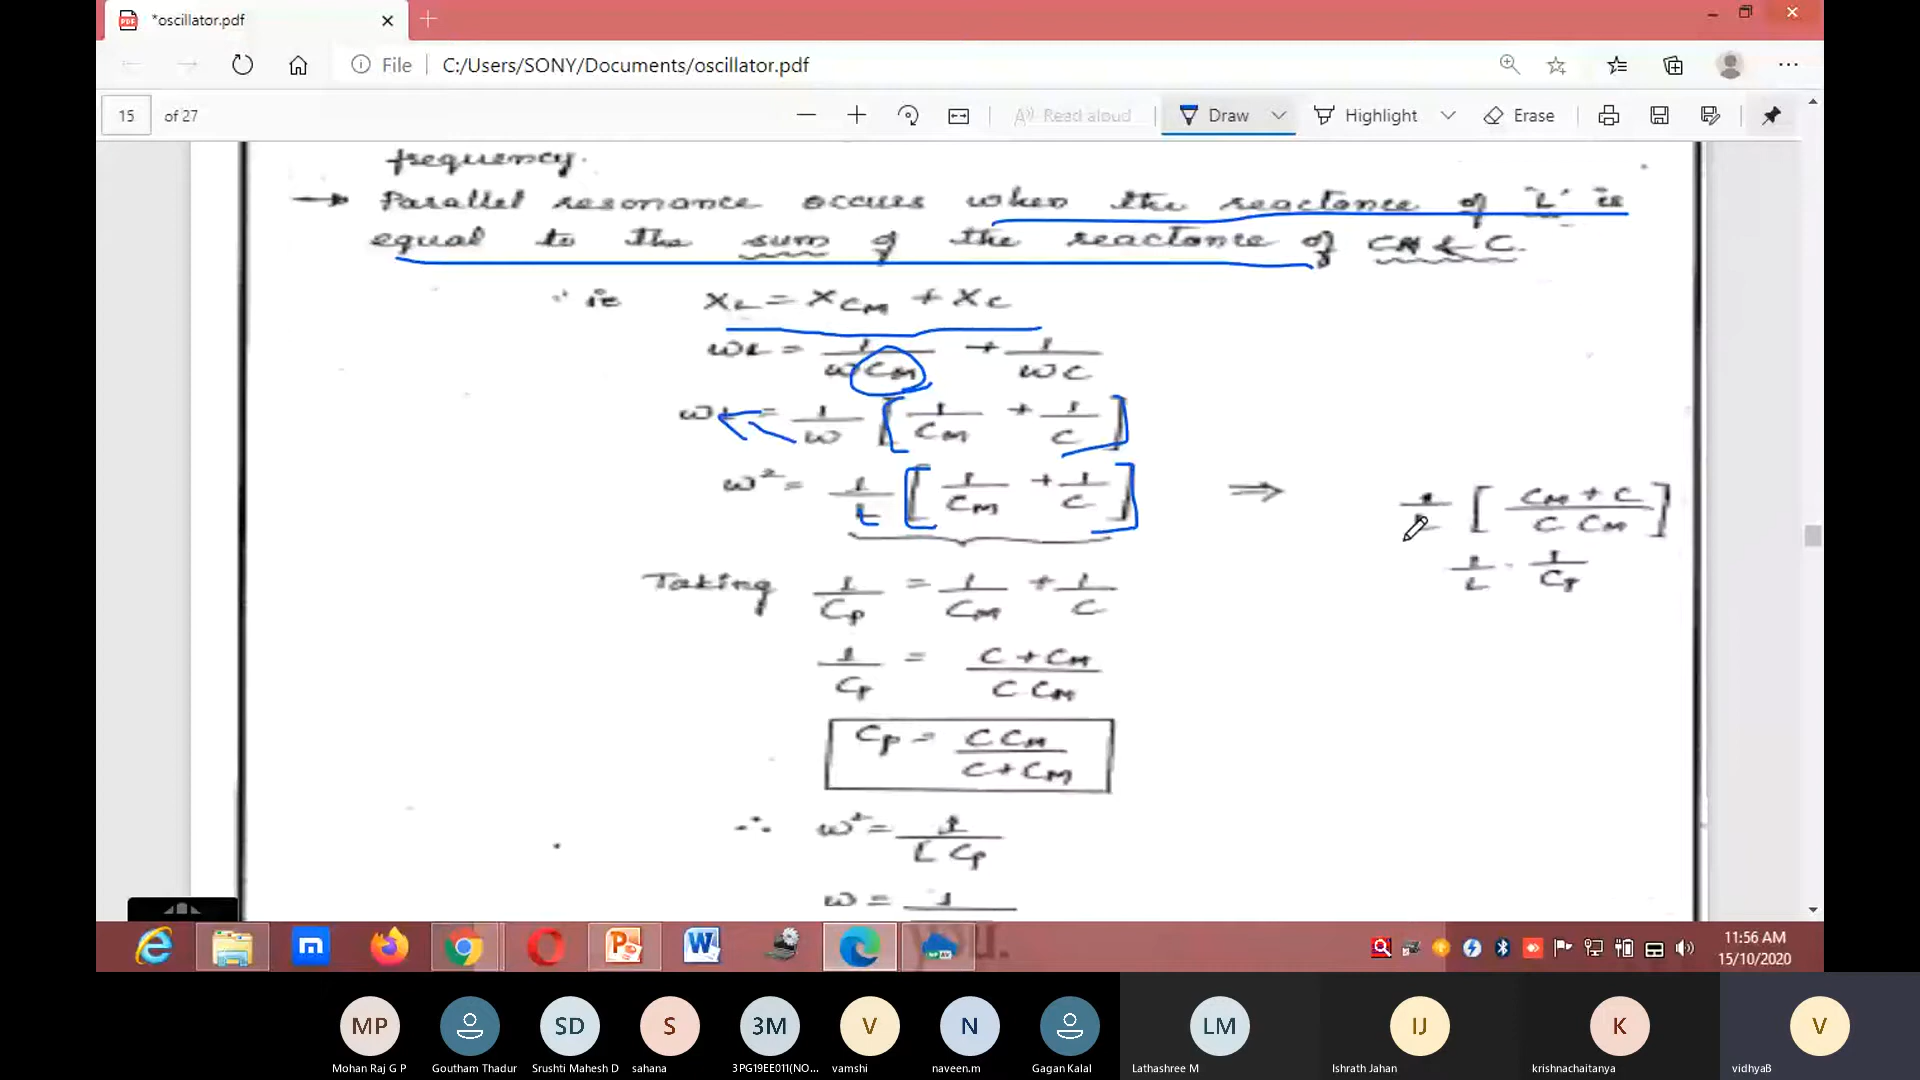 *oscillator.pdf
File C:/Users/SONY/Documents/oscillator.pdf
15 of 27 Read aloud Draw Highlight Erase
frequency.
→ Parallel resonance occurs when the reactance of 'L' is
equal to the sum of the reactance of CM & C.
ie XL = XCM + XC
ωL = 1/ωCM + 1/ωC
ωL = 1/ω [1/CM + 1/C]
ω² = 1/L [1/CM + 1/C] ⇒ 1/L [CM + C / C CM]
1/L · 1/CP
Taking 1/CP = 1/CM + 1/C
1/CP = C + CM / C CM
CP = C CM / C + CM
∴ ω² = 1 / L CP
ω = 1
you.
11:56 AM
15/10/2020
MP SD S 3M V N LM IJ K V
Mohan Raj G P Goutham Thadur Srushti Mahesh D sahana 3PG19EE011(NO... vamshi naveen.m Gagan Kalal Lathashree M Ishrath Jahan krishnachaitanya vidhyaB